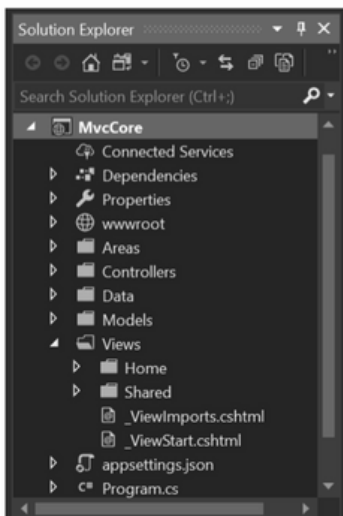 Solution Explorer
Search Solution Explorer (Ctrl+;)
MvcCore
Connected Services
Dependencies
Properties
wwwroot
Areas
Controllers
Data
Models
Views
Home
Shared
_ViewImports.cshtml
_ViewStart.cshtml
appsettings.json
C# Program.cs